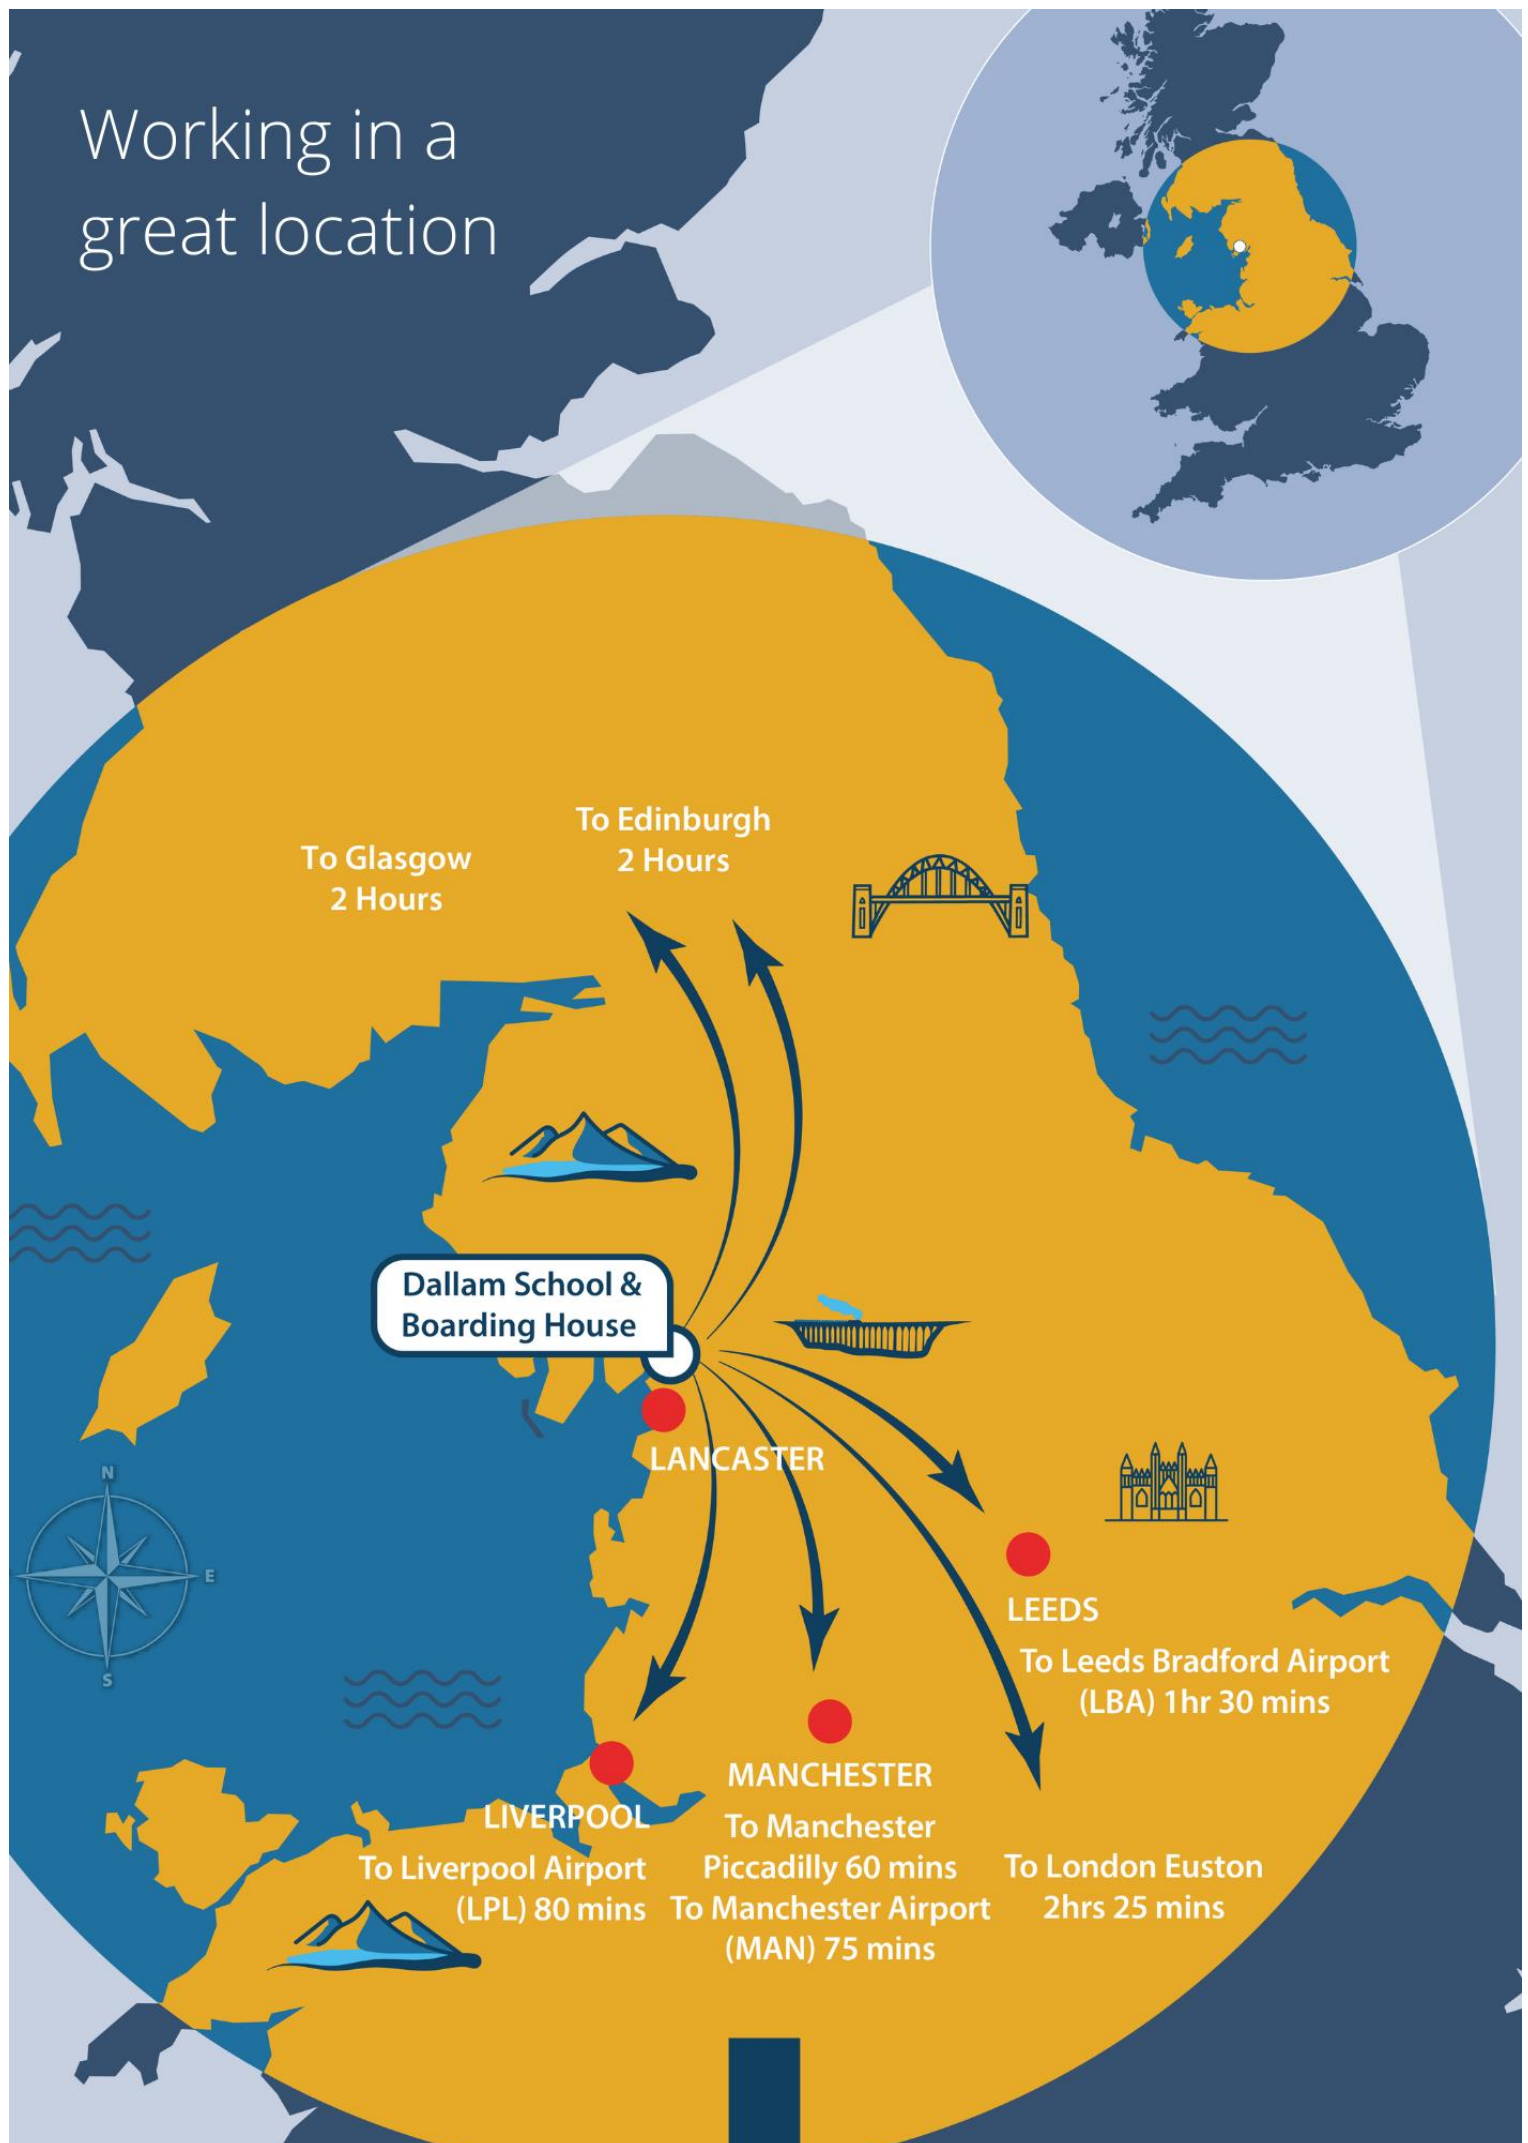 Working in a
great location
To Edinburgh
2 Hours
To Glasgow
2 Hours
Dallam School &
Boarding House
LANCASTER
N
E
S
LEEDS
To Leeds Bradford Airport
(LBA) 1hr 30 mins
MANCHESTER
To Manchester
Piccadilly 60 mins
To Manchester Airport
(MAN) 75 mins
LIVERPOOL
To Liverpool Airport
(LPL) 80 mins
To London Euston
2hrs 25 mins